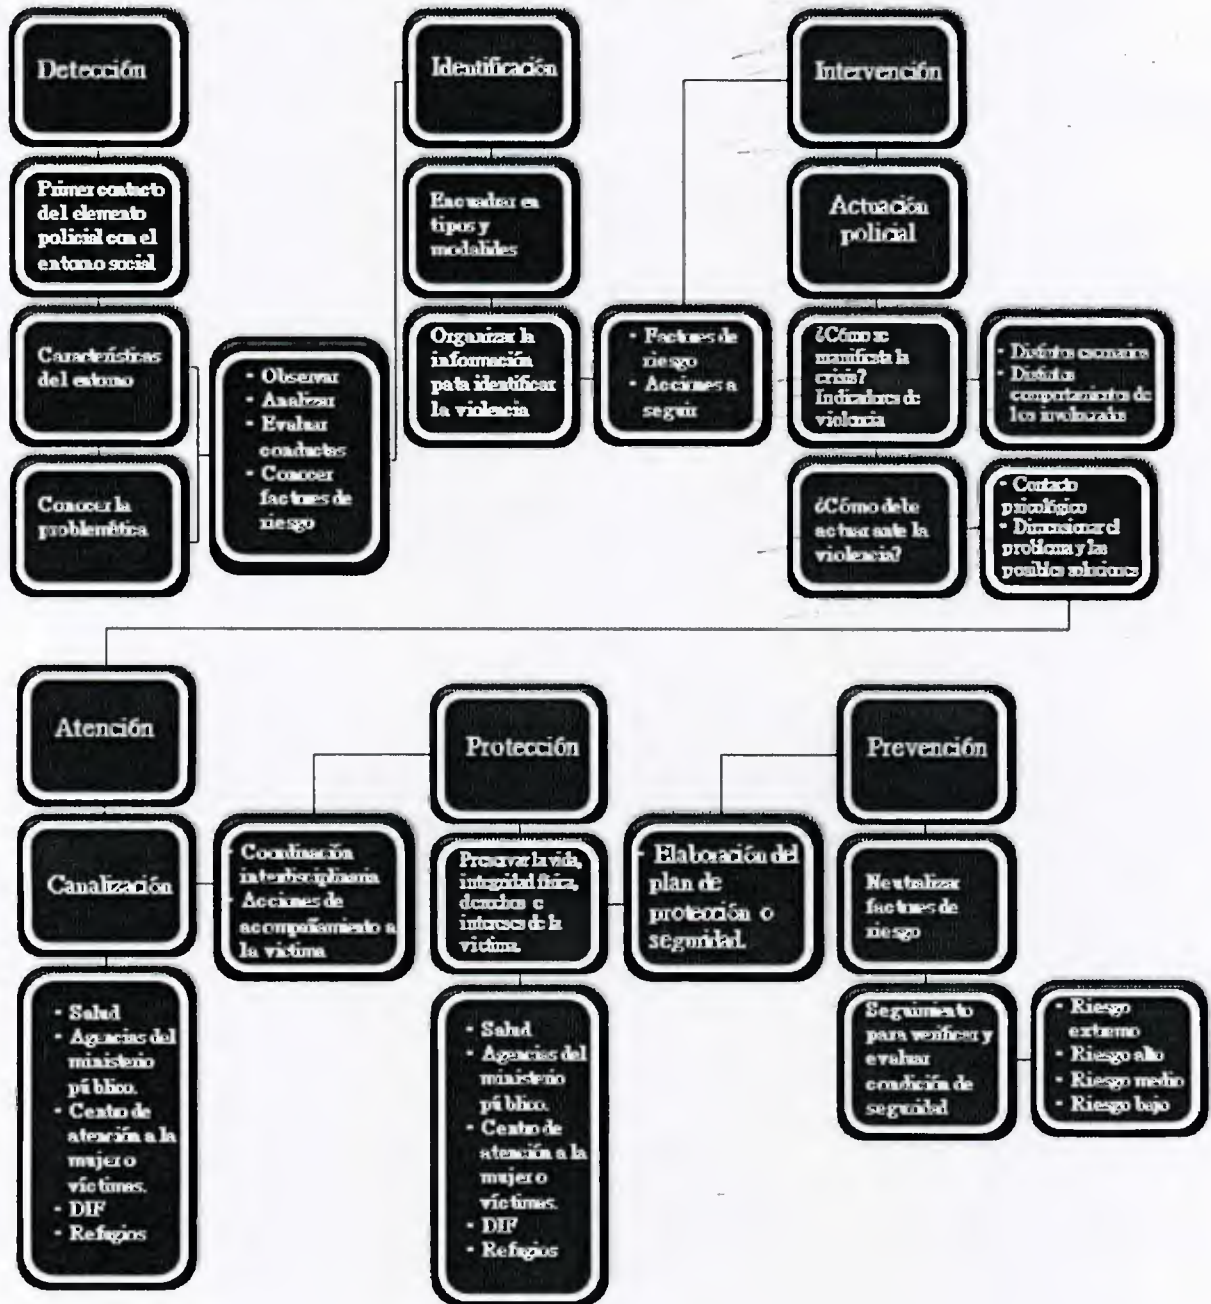 Detección
Primer contacto
del elemento
policial con el
entorno social
Características
del entorno
Conocer la
problemática
• Observar
• Analizar
• Evaluar
conductas
• Conocer
factores de
riesgo
Identificación
Encuadrar en
tipos y
modalides
Organizar la
información
pata identificar
la violencia
• Factores de
riesgo
• Acciones a
seguir
Intervención
Actuación
policial
¿Cómo se
manifiesta la
crisis?
Indicadores de
violencia
• Distintos escenarios
• Distintos
comportamientos de
los involucrados
¿Cómo debe
actuar ante la
violencia?
• Contacto
psicológico
• Dimensionar el
problema y las
posibles soluciones
Atención
Canalización
• Salud
• Agencias del
ministerio
público.
• Centro de
atención a la
mujer o
víctimas.
• DIF
• Refugios
• Coordinación
interdisciplinaria
• Acciones de
acompañamiento a
la víctima
Protección
Preservar la vida,
integridad física,
derechos e
intereses de la
víctima.
• Salud
• Agencias del
ministerio
público.
• Centro de
atención a la
mujer o
víctimas.
• DIF
• Refugios
• Elaboración del
plan de
protección o
seguridad.
Prevención
Neutralizar
factores de
riesgo
Seguimiento
para verificar y
evaluar
condición de
seguridad
• Riesgo
extremo
• Riesgo alto
• Riesgo medio
• Riesgo bajo